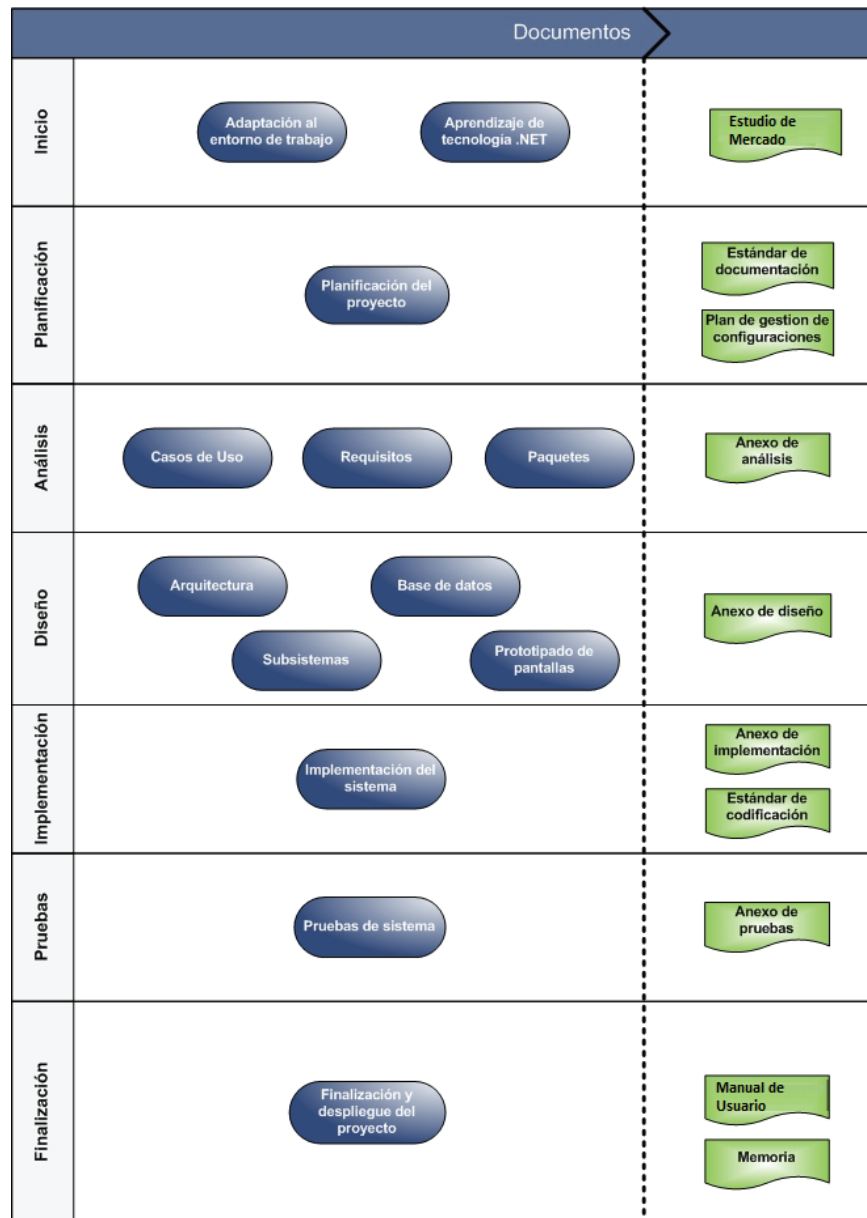 Documentos
Inicio
Adaptación al
entorno de trabajo
Aprendizaje de
tecnología .NET
Estudio de
Mercado
Planificación
Planificación del
proyecto
Estándar de
documentación
Plan de gestion de
configuraciones
Análisis
Casos de Uso
Requisitos
Paquetes
Anexo de
análisis
Diseño
Arquitectura
Base de datos
Subsistemas
Prototipado de
pantallas
Anexo de diseño
Implementación
Implementación del
sistema
Anexo de
implementación
Estándar de
codificación
Pruebas
Pruebas de sistema
Anexo de
pruebas
Finalización
Finalización y
despliegue del
proyecto
Manual de
Usuario
Memoria